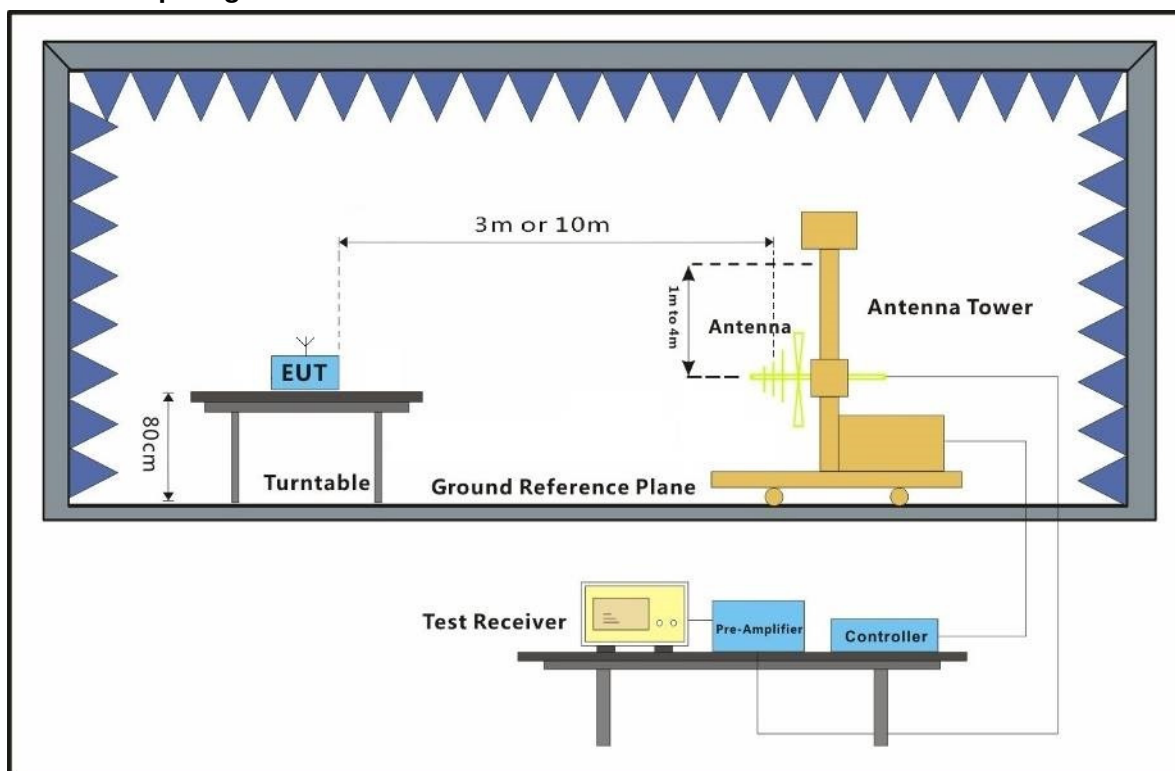 3m or 10m
1m to 4m
Antenna
Antenna Tower
EUT
80cm
Turntable
Ground Reference Plane
Test Receiver
Pre-Amplifier
Controller